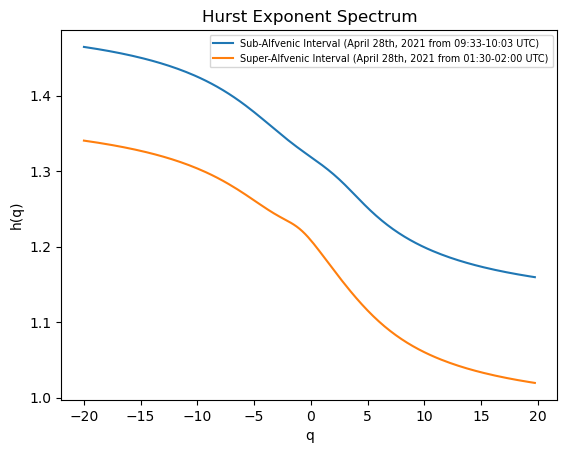 Hurst Exponent Spectrum
Sub-Alfvenic Interval (April 28th, 2021 from 09:33-10:03 UTC)
Super-Alfvenic Interval (April 28th, 2021 from 01:30-02:00 UTC)
h(q)
1.4
1.3
1.2
1.1
1.0
−20 −15 −10 −5 0 5 10 15 20
q